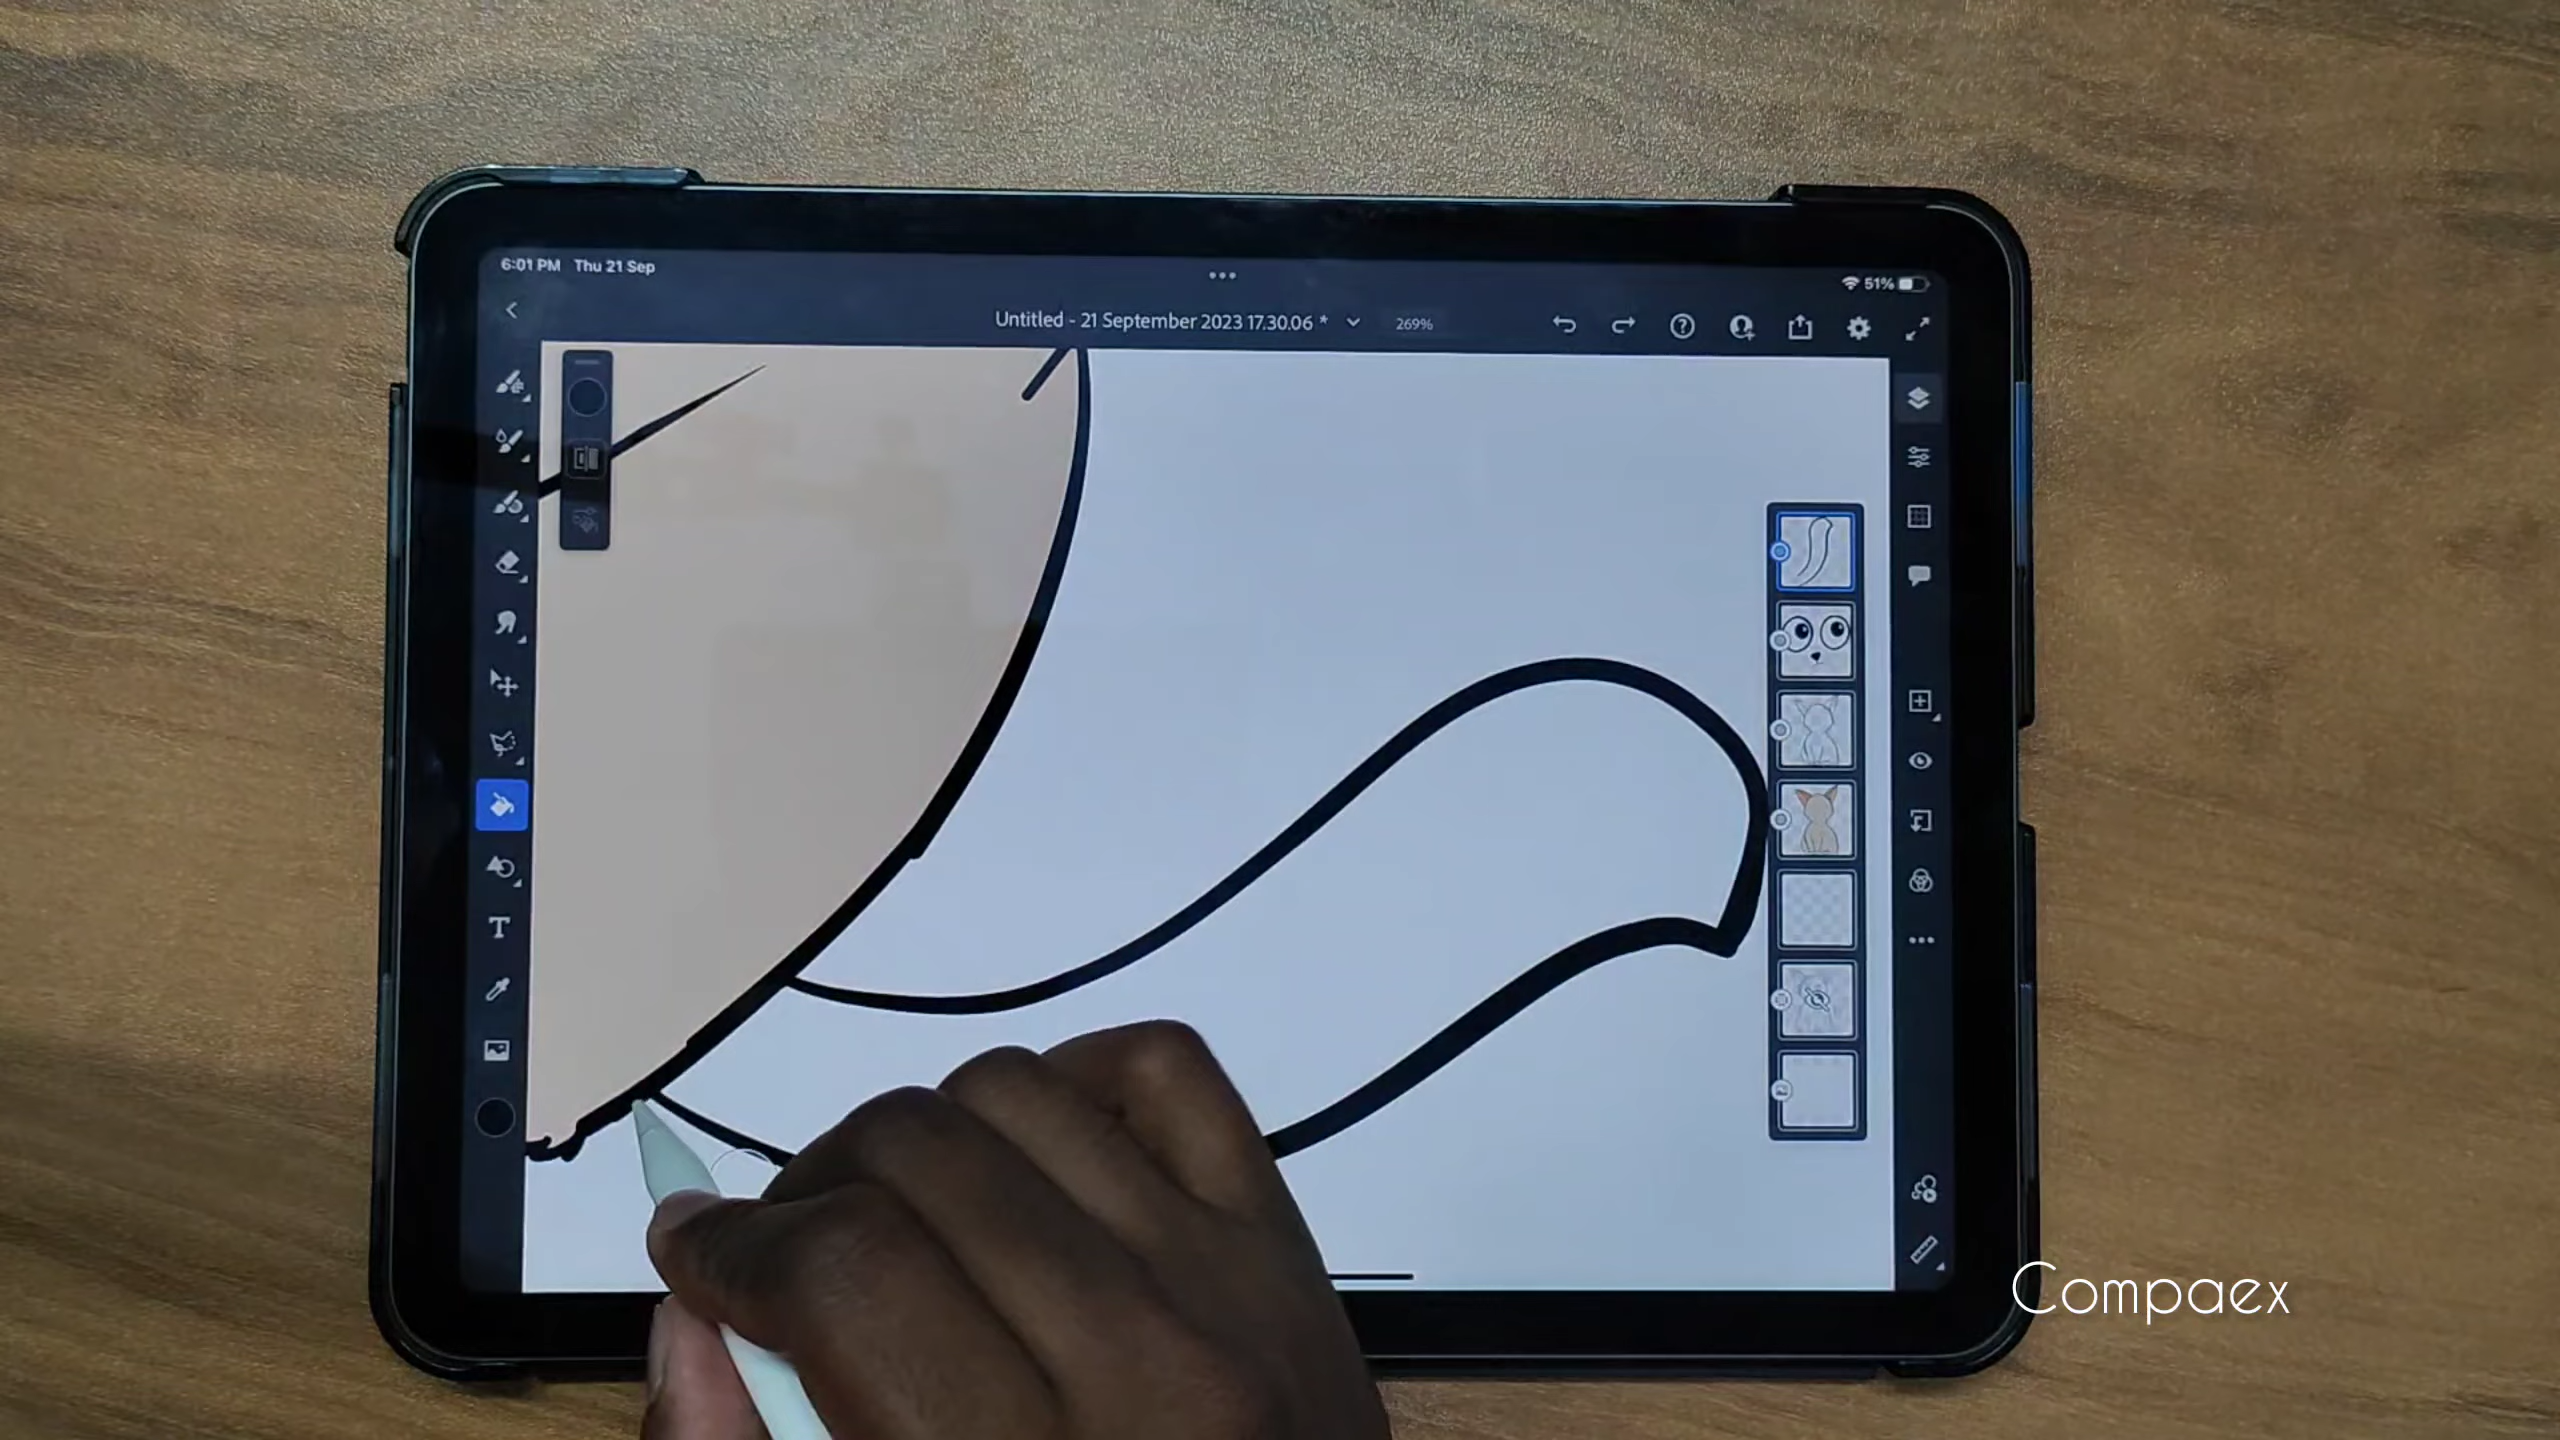 6:01 PM Thu 21 Sep
51%
Untitled - 21 September 2023 17.30.06 *
269%
T
Compaex